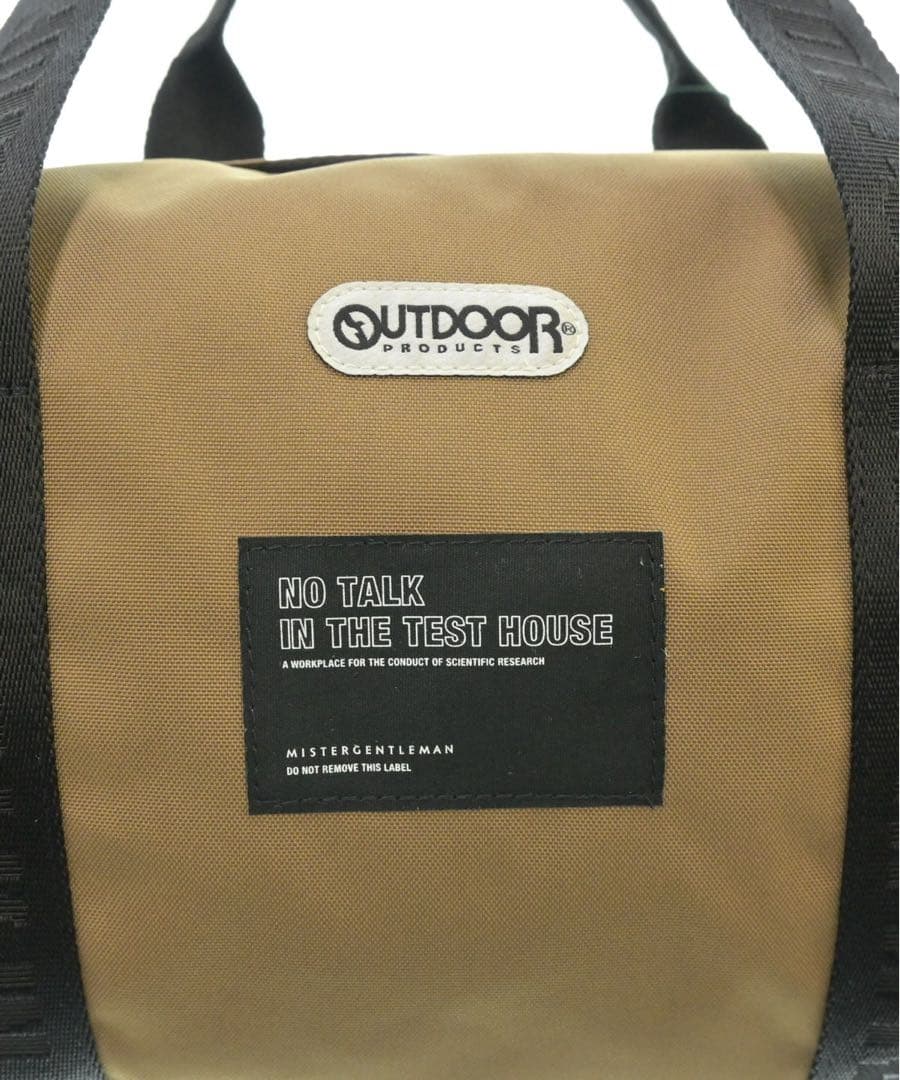 OUTDOOR®
PRODUCTS
NO TALK
IN THE TEST HOUSE
A WORKPLACE FOR THE CONDUCT OF SCIENTIFIC RESEARCH
MISTERGENTLEMAN
DO NOT REMOVE THIS LABEL